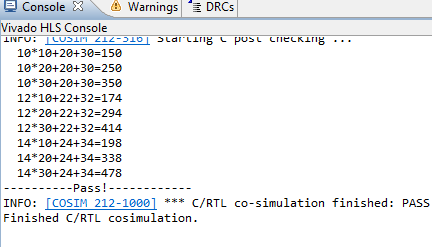 Console Warnings DRCs
Vivado HLS Console
INFO: [COSIM 212-316] Starting C post checking ...
10*10+20+30=150
10*20+20+30=250
10*30+20+30=350
12*10+22+32=174
12*20+22+32=294
12*30+22+32=414
14*10+24+34=198
14*20+24+34=338
14*30+24+34=478
----------Pass!------------
INFO: [COSIM 212-1000] *** C/RTL co-simulation finished: PASS
Finished C/RTL cosimulation.